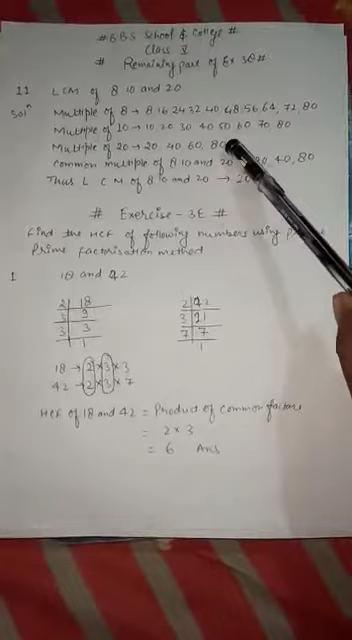 # BBS School & College #
Class V
# Remaining part of Ex 3D #
11 LCM of 8 10 and 20
Solⁿ Multiple of 8 → 8 16 24 32 40 48, 56, 64, 72, 80
Multiple of 10 → 10 20 30 40 50 60 70, 80
Multiple of 20 → 20, 40 60, 80
Common multiple of 8 10 and 20 40, 80
Thus L C M of 8 10 and 20 →
# Exercise - 3E #
Find the HCF of following numbers using
Prime factorisation method
1 18 and 42
2 18 2 42
3 9 3 21
3 3 7 7
1 1
18 → 2 × 3 × 3
42 → 2 × 3 × 7
HCF of 18 and 42 = Product of common factors
= 2 × 3
= 6 Ans